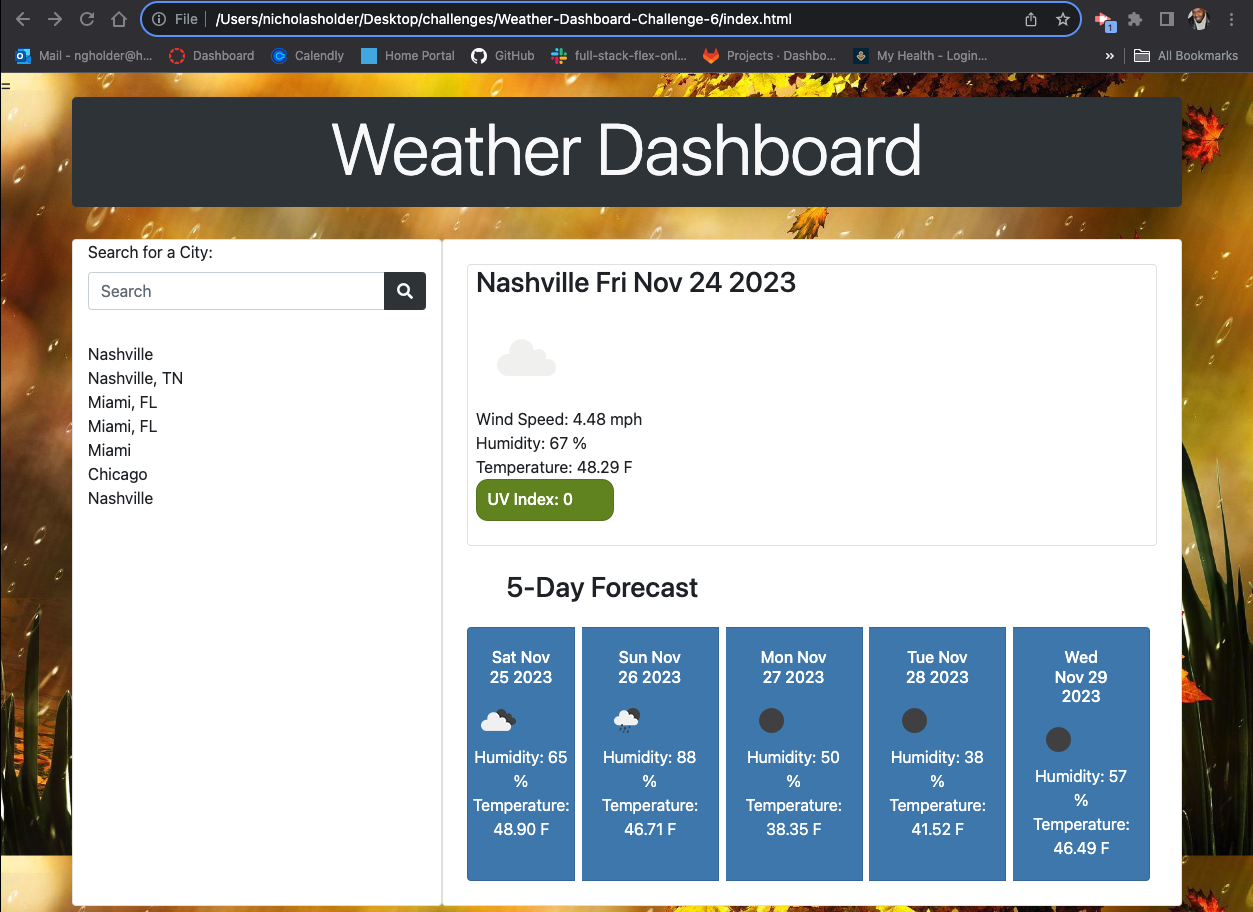 File /Users/nicholasholder/Desktop/challenges/Weather-Dashboard-Challenge-6/index.html
1
Mail - ngholder@h... Dashboard Calendly Home Portal GitHub full-stack-flex-onl... Projects · Dashbo... My Health - Login... » All Bookmarks
=
Weather Dashboard
Search for a City:
Search
Nashville
Nashville, TN
Miami, FL
Miami, FL
Miami
Chicago
Nashville
Nashville Fri Nov 24 2023
Wind Speed: 4.48 mph
Humidity: 67 %
Temperature: 48.29 F
UV Index: 0
5-Day Forecast
Sat Nov
25 2023
Humidity: 65
%
Temperature:
48.90 F
Sun Nov
26 2023
Humidity: 88
%
Temperature:
46.71 F
Mon Nov
27 2023
Humidity: 50
%
Temperature:
38.35 F
Tue Nov
28 2023
Humidity: 38
%
Temperature:
41.52 F
Wed
Nov 29
2023
Humidity: 57
%
Temperature:
46.49 F